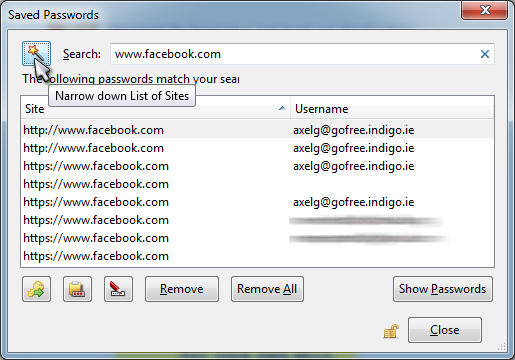 Saved Passwords
Search: www.facebook.com
The following passwords match your sear
Narrow down List of Sites
Site Username
http://www.facebook.com axelg@gofree.indigo.ie
http://www.facebook.com axelg@gofree.indigo.ie
https://www.facebook.com axelg@gofree.indigo.ie
https://www.facebook.com
https://www.facebook.com axelg@gofree.indigo.ie
https://www.facebook.com
https://www.facebook.com
https://www.facebook.com
Remove Remove All Show Passwords
Close